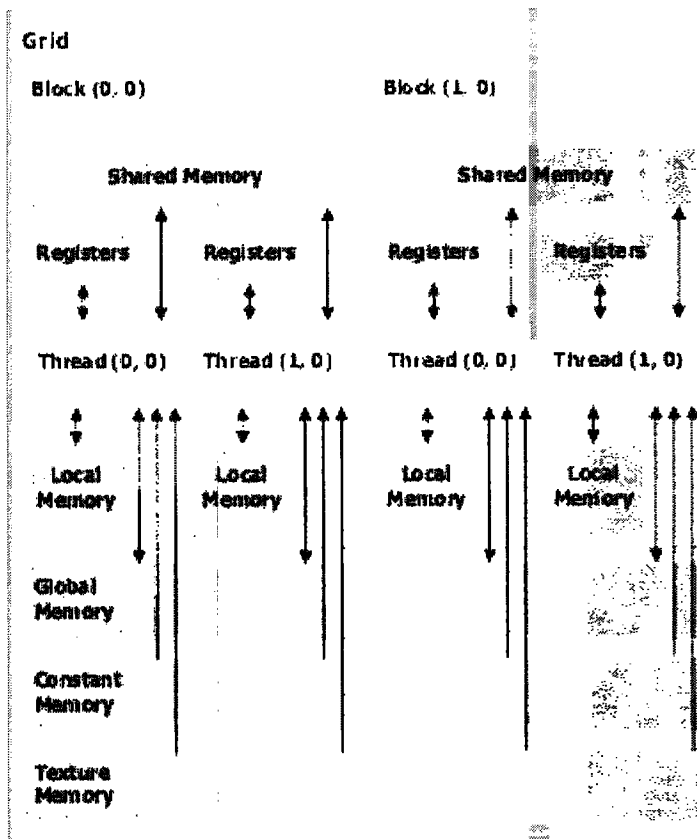 Grid
Block (0, 0)
Block (1, 0)
Shared Memory
Shared Memory
Registers
Registers
Registers
Registers
Thread (0, 0)
Thread (1, 0)
Thread (0, 0)
Thread (1, 0)
Local
Memory
Local
Memory
Local
Memory
Local
Memory
Global
Memory
Constant
Memory
Texture
Memory